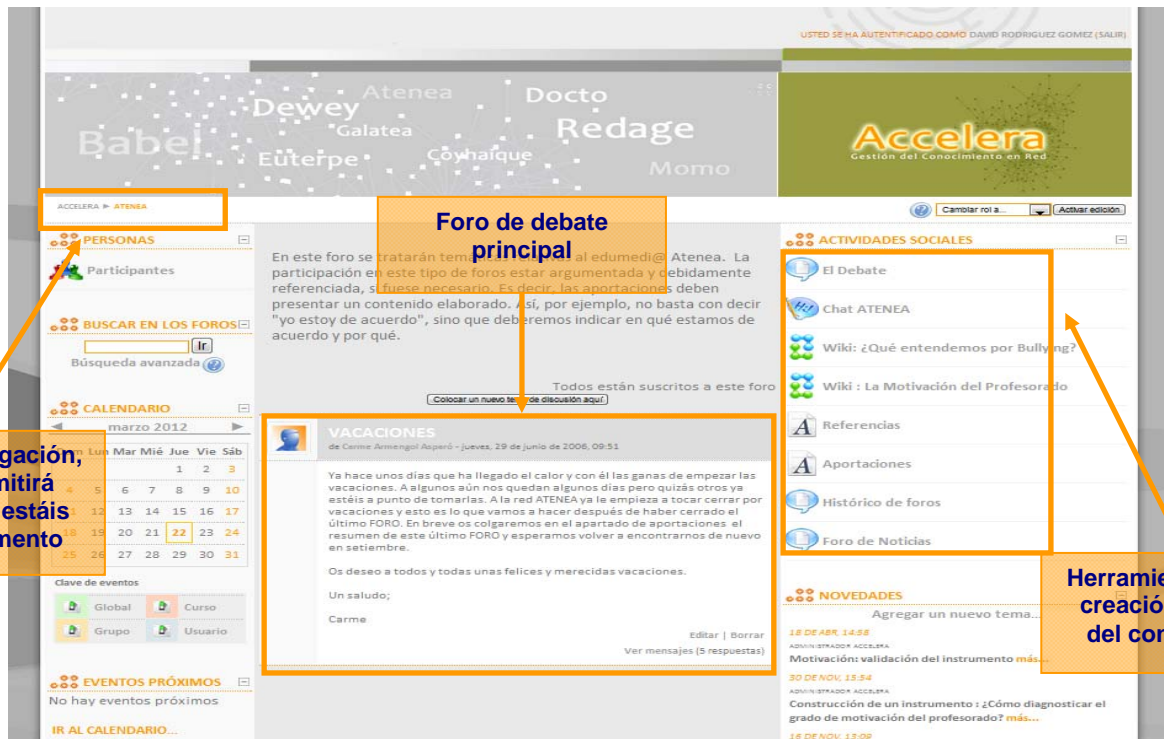 USTED SE HA AUTENTIFICADO COMO DAVID RODRIGUEZ GOMEZ (SALIR)
Atenea
Dewey
Docto
Galatea
Redage
Babel
Euterpe
Coyhaique
Momo
Accelera
Gestión del Conocimiento en Red
ACCELERA ► ATENEA
Cambiar rol a...
Activar edición
Foro de debate
principal
PERSONAS
Participantes
BUSCAR EN LOS FOROS
Ir
Búsqueda avanzada
CALENDARIO
marzo 2012
Lun Mar Mié Jue Vie Sáb
1 2 3
4 5 6 7 8 9 10
11 12 13 14 15 16 17
18 19 20 21 22 23 24
25 26 27 28 29 30 31
gación,
mitirá
estáis
mento
Clave de eventos
Global Curso
Grupo Usuario
EVENTOS PRÓXIMOS
No hay eventos próximos
IR AL CALENDARIO...
En este foro se tratarán al edumedi@ Atenea. La
participación en este tipo de foros estar argumentada y debidamente
referenciada, si fuese necesario. Es decir, las aportaciones deben
presentar un contenido elaborado. Así, por ejemplo, no basta con decir
"yo estoy de acuerdo", sino que deberemos indicar en qué estamos de
acuerdo y por qué.
Todos están suscritos a este foro
Colocar un nuevo tema de discusión aquí
VACACIONES
de Carme Armengol Asparó - jueves, 29 de junio de 2006, 09:51
Ya hace unos días que ha llegado el calor y con él las ganas de empezar las
vacaciones. A algunos aún nos quedan algunos días pero quizás otros ya
estéis a punto de tomarlas. A la red ATENEA ya le empieza a tocar cerrar por
vacaciones y esto es lo que vamos a hacer después de haber cerrado el
último FORO. En breve os colgaremos en el apartado de aportaciones el
resumen de este último FORO y esperamos volver a encontrarnos de nuevo
en setiembre.
Os deseo a todos y todas unas felices y merecidas vacaciones.
Un saludo;
Carme
Editar | Borrar
Ver mensajes (5 respuestas)
ACTIVIDADES SOCIALES
El Debate
Chat ATENEA
Wiki: ¿Qué entendemos por Bullying?
Wiki : La Motivación del Profesorado
Referencias
Aportaciones
Histórico de foros
Foro de Noticias
Herramie
creació
del con
NOVEDADES
Agregar un nuevo tema...
18 DE ABR, 14:58
ADMINISTRADOR ACCELERA
Motivación: validación del instrumento más...
30 DE NOV, 15:54
ADMINISTRADOR ACCELERA
Construcción de un instrumento : ¿Cómo diagnosticar el
grado de motivación del profesorado? más...
16 DE NOV, 13:09